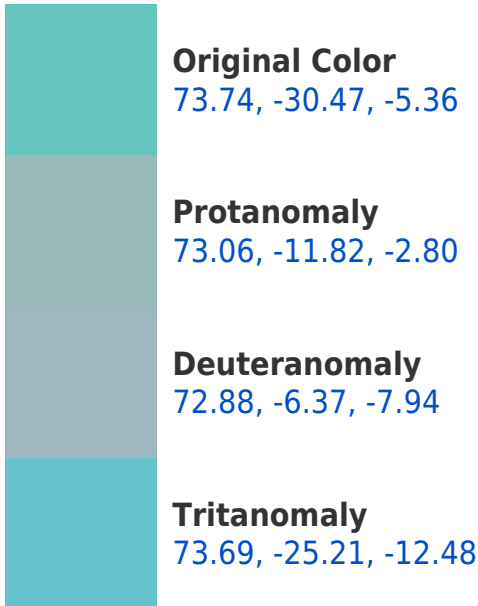 Original Color
73.74, -30.47, -5.36
Protanomaly
73.06, -11.82, -2.80
Deuteranomaly
72.88, -6.37, -7.94
Tritanomaly
73.69, -25.21, -12.48